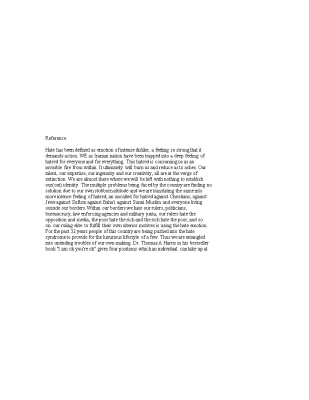 Reference
Hate has been defined as emotion of intense dislike, a feeling so strong that it
demands action. WE as human nation have been trapped into a deep feeling of
hatred for everyone and for everything. This hatred is consuming us as an
invisible fire from within. It ultimately will burn us and reduce us to ashes. Our
talent, our expertise, our ingenuity and our creativity, all are at the verge of
extinction. We are almost there where we will be left with nothing to establish
our(our) identity. The multiple problems being faced by the country are finding no
solution due to our own stubborn attitude and we are translating the same into
more intense feeling of hatred, an uncalled for hatred against Christians, against
Jews against Sufism against Baha'i against Sunni Muslim and everyone living
outside our borders. Within our borders we hate our rulers, politicians,
bureaucracy, law enforcing agencies and military junta, our rulers hate the
opposition and media, the poor hate the rich and the rich hate the poor, and so
on. our ruling elite to fulfill their own ulterior motives is using the hate emotion.
For the past 32 years people of this country are being pushed into the hate
syndrome to provide for the luxurious lifestyle of a few. Thus we are entangled
into unending troubles of our own making. Dr. Thomas A Harris in his bestseller
book "I am ok you're ok" gives four positions which an individual can take up at